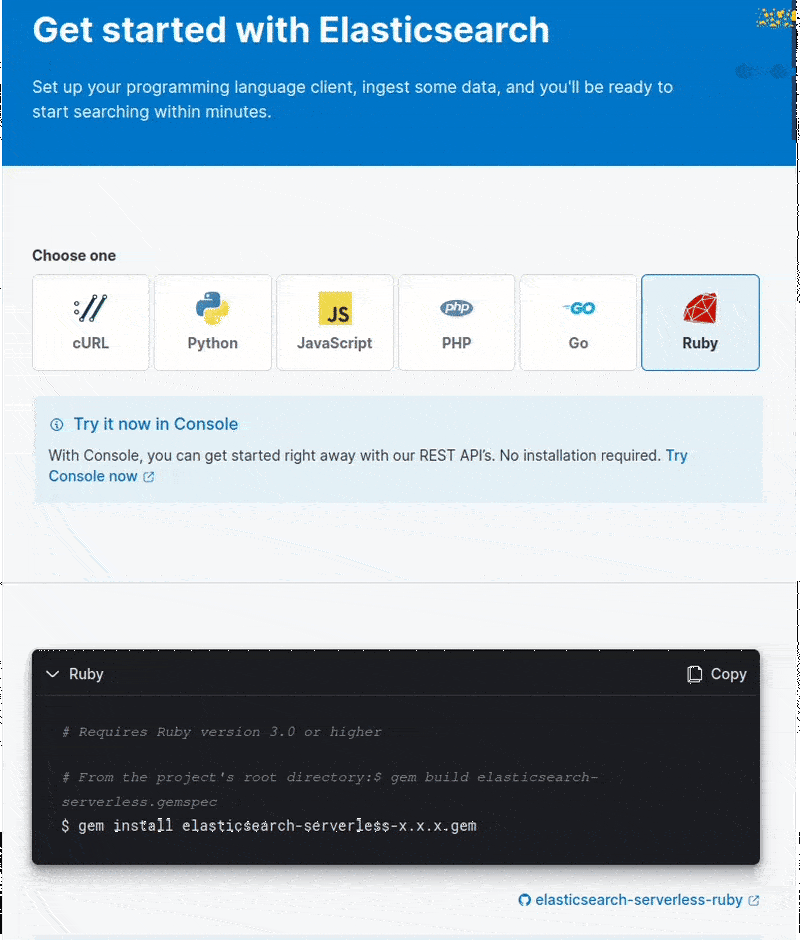 Get started with Elasticsearch
Set up your programming language client, ingest some data, and you'll be ready to
start searching within minutes.
Choose one
cURL
Python
JS
JavaScript
php
PHP
GO
Go
Ruby
Try it now in Console
With Console, you can get started right away with our REST API's. No installation required. Try
Console now
Ruby
Copy
# Requires Ruby version 3.0 or higher
# From the project's root directory:$ gem build elasticsearch-
serverless.gemspec
$ gem install elasticsearch-serverless-x.x.x.gem
elasticsearch-serverless-ruby